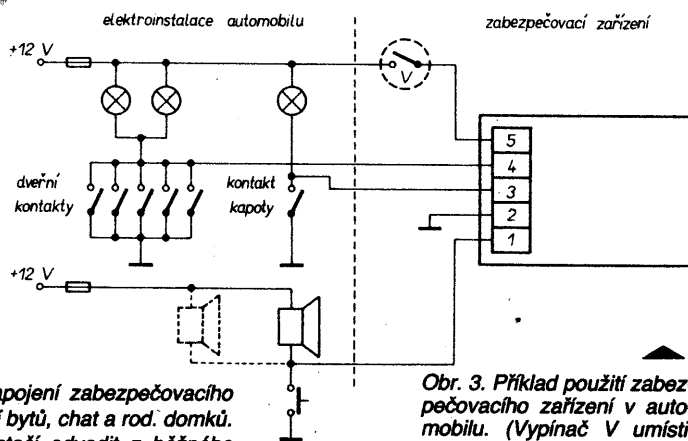 elektroinstalace automobilu
zabezpečovací zařízení
+12 V
V
5
4
3
2
1
dveřní
kontakty
kontakt
kapoty
+12 V
apojení zabezpečovacího
í bytů, chat a rod. domků.
Obr. 3. Příklad použití zabez-
pečovacího zařízení v auto-
mobilu. (Vypínač V umísti